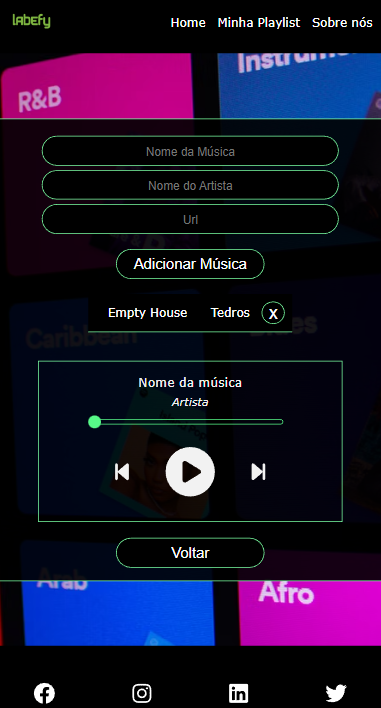 labefy
Home Minha Playlist Sobre nós
Instrum
R&B
Nome da Música
Nome do Artista
Url
Adicionar Música
Empty House Tedros X
Caribbean
Nome da música
Artista
Voltar
Arab
Afro